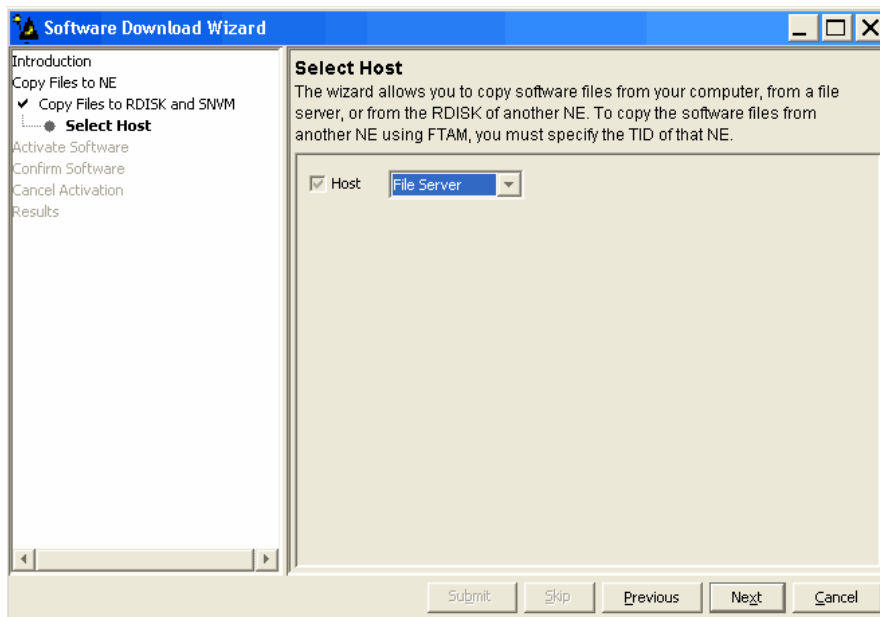 Software Download Wizard
Introduction
Copy Files to NE
Copy Files to RDISK and SNVM
Select Host
Activate Software
Confirm Software
Cancel Activation
Results
Select Host
The wizard allows you to copy software files from your computer, from a file
server, or from the RDISK of another NE. To copy the software files from
another NE using FTAM, you must specify the TID of that NE.
Host File Server
Submit Skip Previous Next Cancel